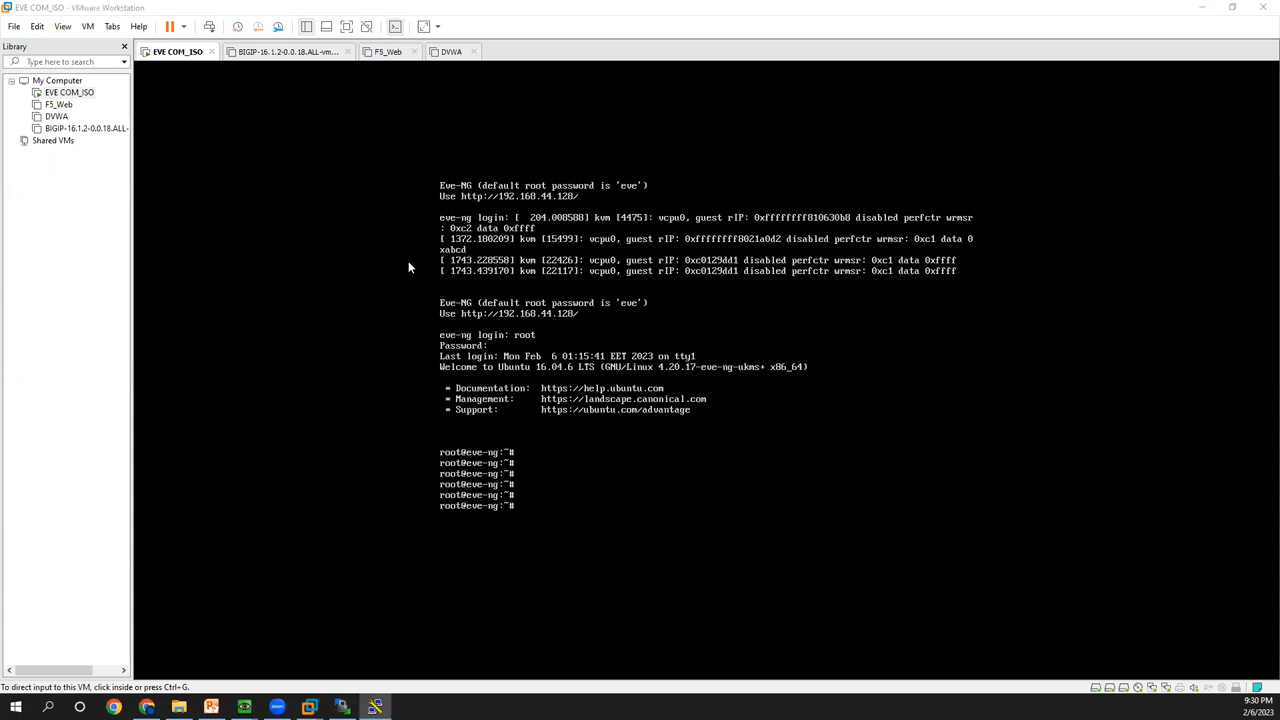 EVE COM_ISO - VMware Workstation
File Edit View VM Tabs Help
Library
Type here to search
My Computer
EVE COM_ISO
F5_Web
DVWA
BIGIP-16.1.2-0.0.18.ALL-
Shared VMs
EVE COM_ISO BIGIP-16.1.2-0.0.18.ALL-vm... F5_Web DVWA
Eve-NG (default root password is 'eve')
Use http://192.168.44.128/
eve-ng login: [  204.008588] kvm [4475]: vcpu0, guest rIP: 0xffffffff810630b8 disabled perfctr wrmsr
: 0xc2 data 0xffff
[ 1372.180209] kvm [15499]: vcpu0, guest rIP: 0xffffffff8021a0d2 disabled perfctr wrmsr: 0xc1 data 0
xabcd
[ 1743.228558] kvm [22426]: vcpu0, guest rIP: 0xc0129dd1 disabled perfctr wrmsr: 0xc1 data 0xffff
[ 1743.439170] kvm [22117]: vcpu0, guest rIP: 0xc0129dd1 disabled perfctr wrmsr: 0xc1 data 0xffff
Eve-NG (default root password is 'eve')
Use http://192.168.44.128/
eve-ng login: root
Password:
Last login: Mon Feb  6 01:15:41 EET 2023 on tty1
Welcome to Ubuntu 16.04.6 LTS (GNU/Linux 4.20.17-eve-ng-ukms+ x86_64)
* Documentation:  https://help.ubuntu.com
* Management:     https://landscape.canonical.com
* Support:        https://ubuntu.com/advantage
root@eve-ng:~#
root@eve-ng:~#
root@eve-ng:~#
root@eve-ng:~#
root@eve-ng:~#
root@eve-ng:~#
To direct input to this VM, click inside or press Ctrl+G.
9:30 PM
2/6/2023